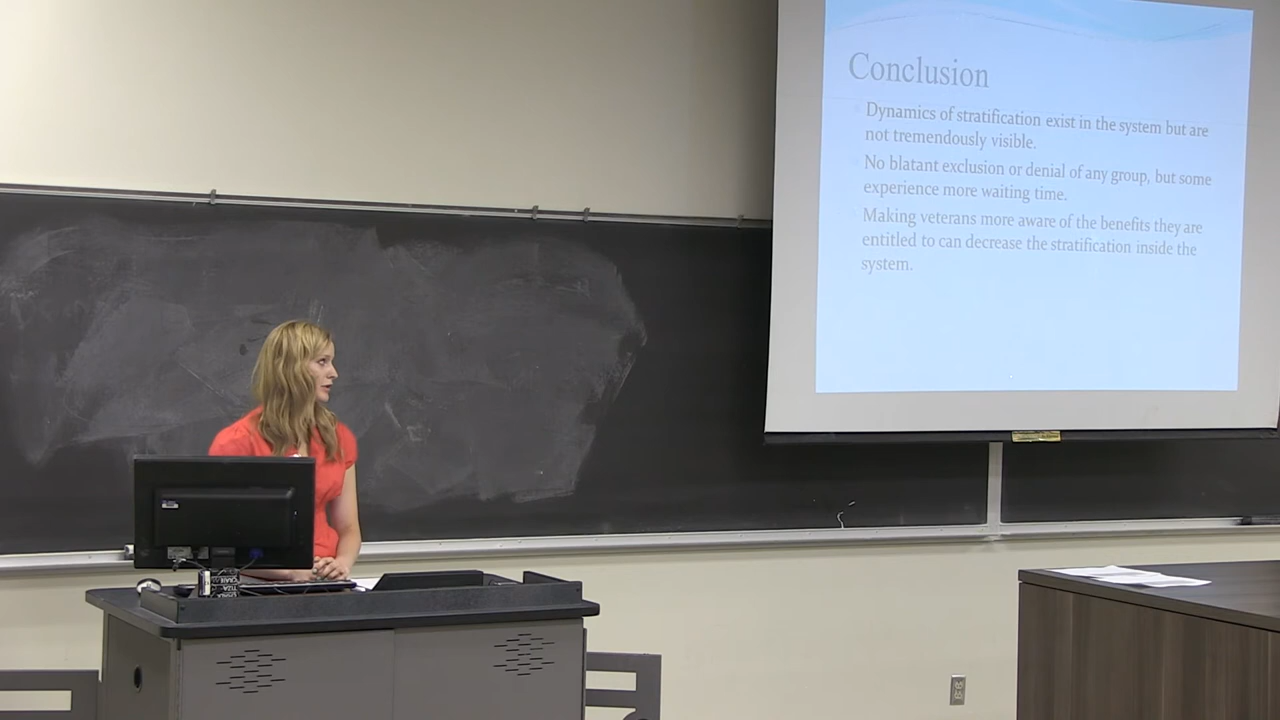 Conclusion
Dynamics of stratification exist in the system but are
not tremendously visible.
No blatant exclusion or denial of any group, but some
experience more waiting time.
Making veterans more aware of the benefits they are
entitled to can decrease the stratification inside the
system.